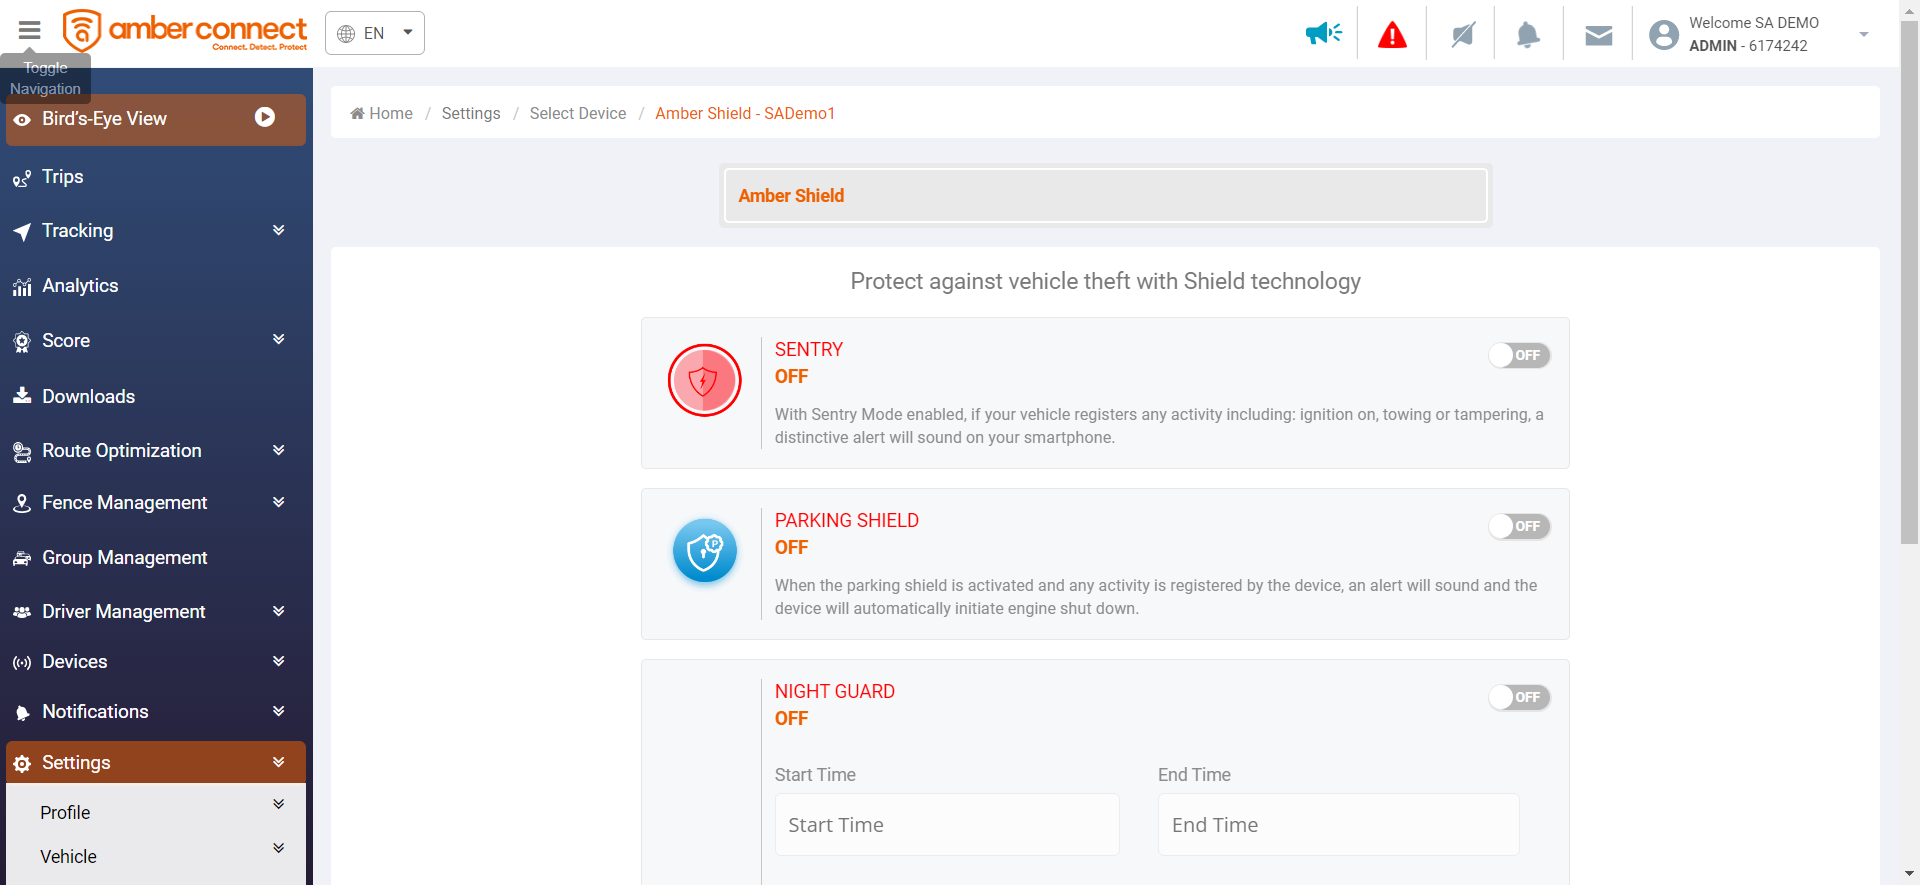 amber connect
Connect. Detect. Protect
EN
Welcome SA DEMO
ADMIN - 6174242
Toggle
Navigation
Bird's-Eye View
Trips
Tracking
Analytics
Score
Downloads
Route Optimization
Fence Management
Group Management
Driver Management
Devices
Notifications
Settings
Profile
Vehicle
Home / Settings / Select Device / Amber Shield - SADemo1
Amber Shield
Protect against vehicle theft with Shield technology
SENTRY
OFF
OFF
With Sentry Mode enabled, if your vehicle registers any activity including: ignition on, towing or tampering, a
distinctive alert will sound on your smartphone.
PARKING SHIELD
OFF
P
OFF
When the parking shield is activated and any activity is registered by the device, an alert will sound and the
device will automatically initiate engine shut down.
NIGHT GUARD
OFF
OFF
Start Time
End Time
Start Time
End Time